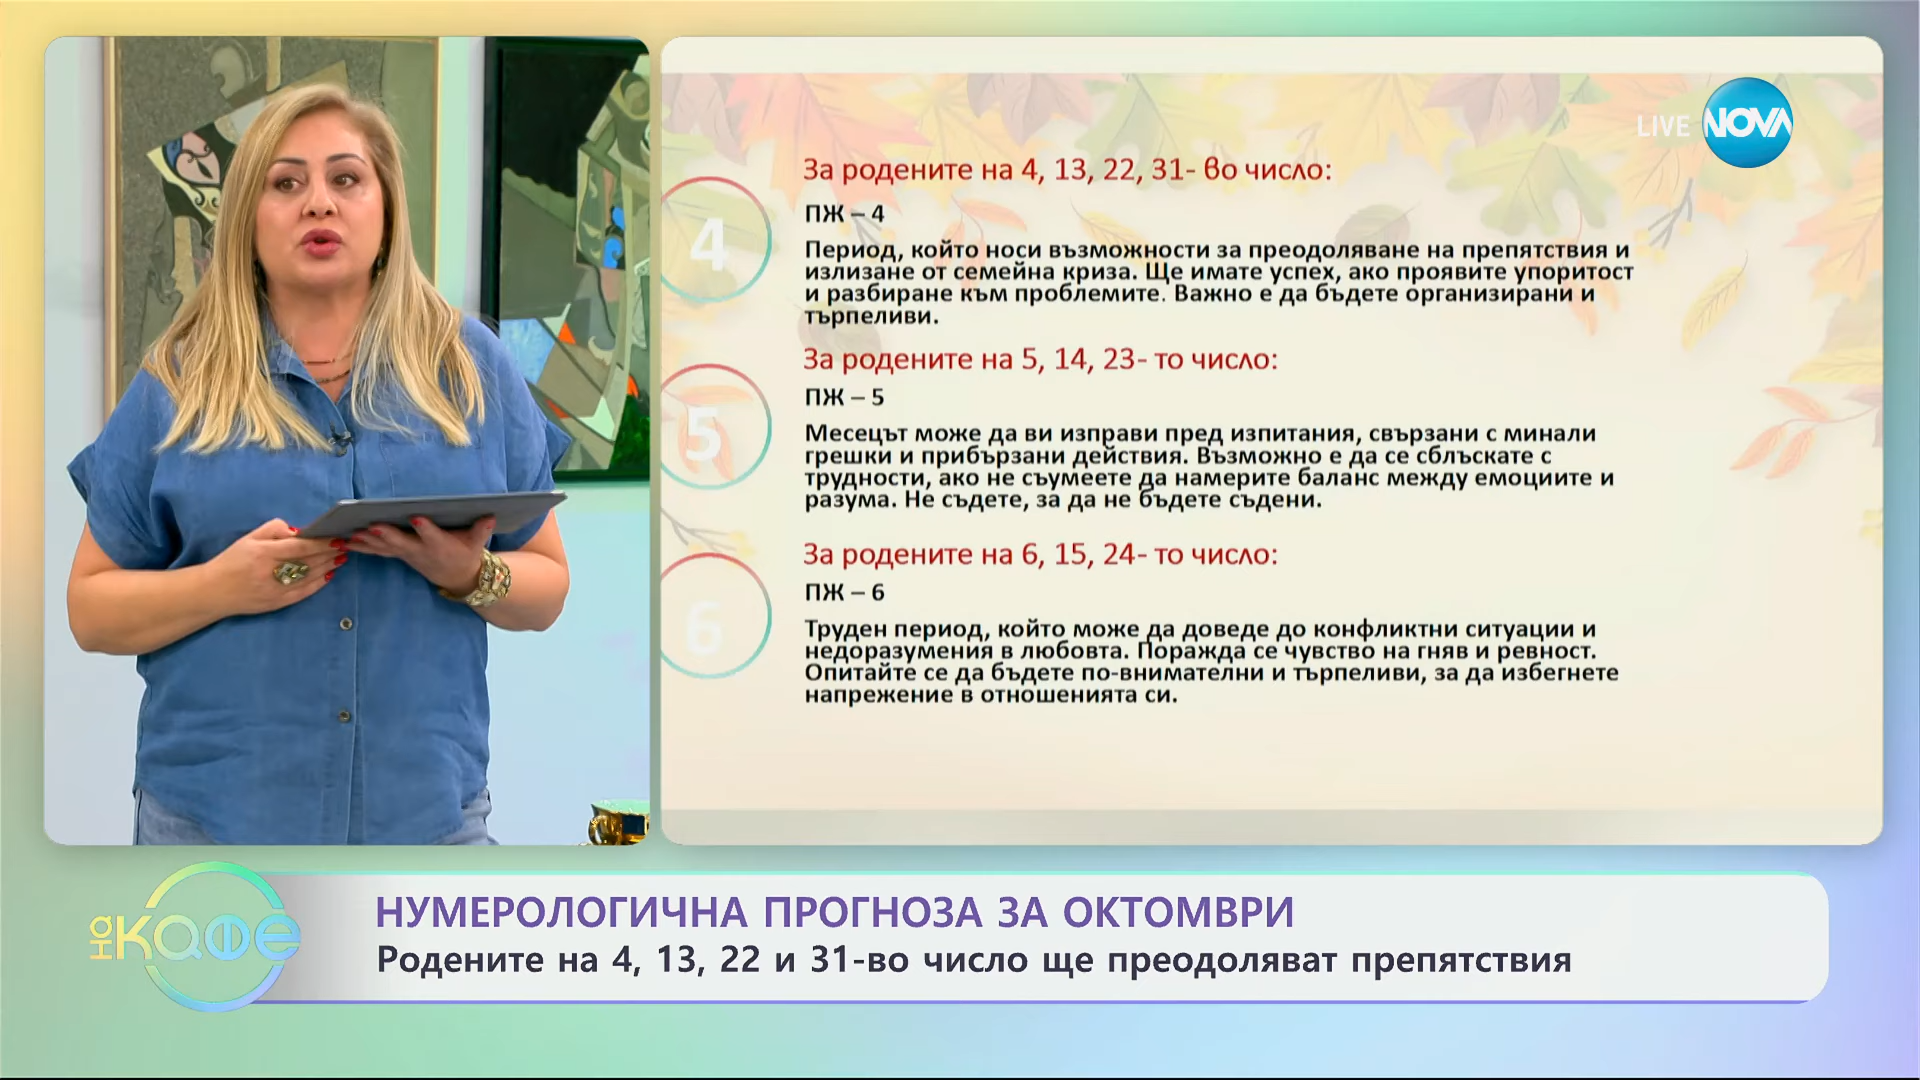 LIVE NOVA
4
За родените на 4, 13, 22, 31- во число:
ПЖ – 4
Период, който носи възможности за преодоляване на препятствия и
излизане от семейна криза. Ще имате успех, ако проявите упоритост
и разбиране към проблемите. Важно е да бъдете организирани и
търпеливи.
5
За родените на 5, 14, 23- то число:
ПЖ – 5
Месецът може да ви изправи пред изпитания, свързани с минали
грешки и прибързани действия. Възможно е да се сблъскате с
трудности, ако не съумеете да намерите баланс между емоциите и
разума. Не съдете, за да не бъдете съдени.
6
За родените на 6, 15, 24- то число:
ПЖ – 6
Труден период, който може да доведе до конфликтни ситуации и
недоразумения в любовта. Поражда се чувство на гняв и ревност.
Опитайте се да бъдете по-внимателни и търпеливи, за да избегнете
напрежение в отношенията си.
на кафе
НУМЕРОЛОГИЧНА ПРОГНОЗА ЗА ОКТОМВРИ
Родените на 4, 13, 22 и 31-во число ще преодоляват препятствия